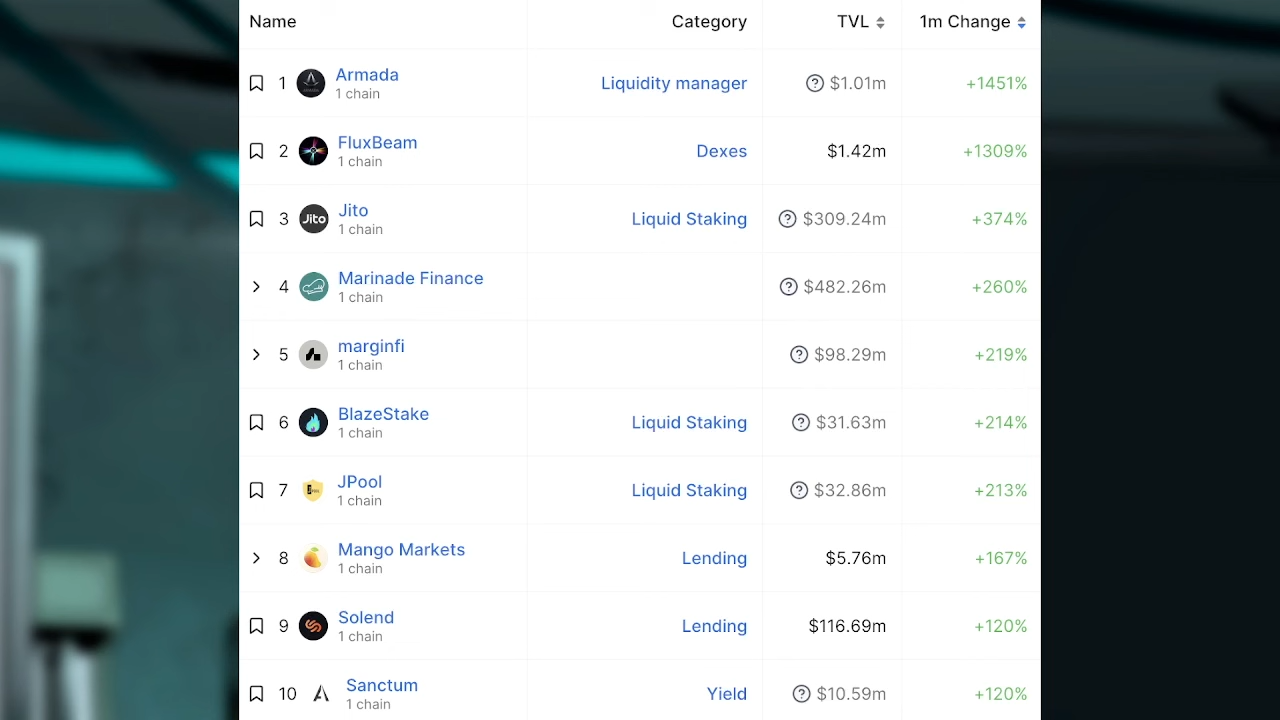 Name Category TVL 1m Change
1 Armada Liquidity manager $1.01m +1451%
1 chain
2 FluxBeam Dexes $1.42m +1309%
1 chain
3 Jito Jito Liquid Staking $309.24m +374%
1 chain
4 Marinade Finance $482.26m +260%
1 chain
5 marginfi $98.29m +219%
1 chain
6 BlazeStake Liquid Staking $31.63m +214%
1 chain
7 JPool Liquid Staking $32.86m +213%
1 chain
8 Mango Markets Lending $5.76m +167%
1 chain
9 Solend Lending $116.69m +120%
1 chain
10 Sanctum Yield $10.59m +120%
1 chain